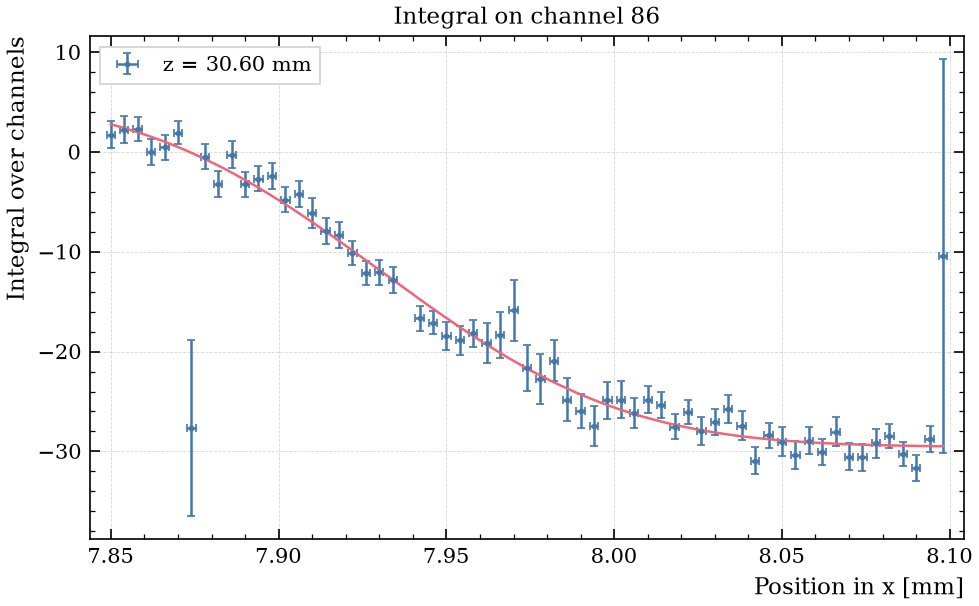 Integral on channel 86
Integral over channels
z = 30.60 mm
10
0
−10
−20
−30
7.85 7.90 7.95 8.00 8.05 8.10
Position in x [mm]